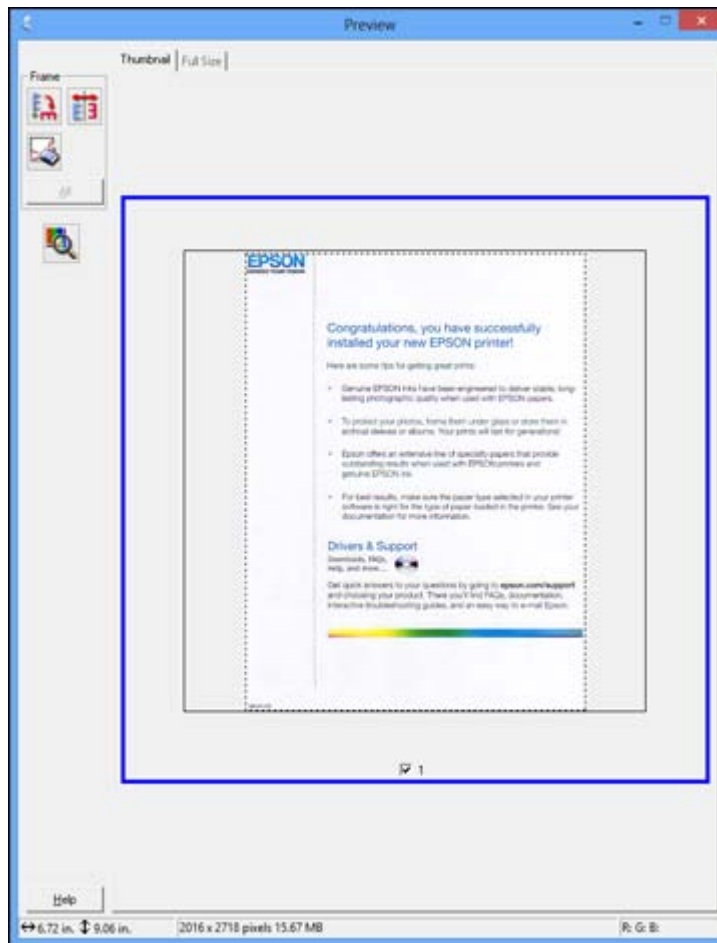 Preview
Thumbnail Full Size
Frame
All
EPSON
EXCEED YOUR VISION
Congratulations, you have successfully
installed your new EPSON printer!
Here are some tips for getting great prints:
• Genuine EPSON inks have been engineered to deliver stable, long-
lasting photographic quality when used with EPSON papers.
• To protect your photos, frame them under glass or store them in
archival sleeves or albums. Your prints will last for generations!
• Epson offers an extensive line of specialty papers that provide
outstanding results when used with EPSON printers and
genuine EPSON ink.
• For best results, make sure the paper type selected in your printer
software is right for the type of paper loaded in the printer. See your
documentation for more information.
Drivers & Support
Downloads, FAQs,
help, and more...
Get quick answers to your questions by going to epson.com/support
and choosing your product. There you'll find FAQs, documentation,
interactive troubleshooting guides, and an easy way to e-mail Epson.
1
Help
6.72 in. 9.06 in. 2016 x 2718 pixels 15.67 MB R: G: B: